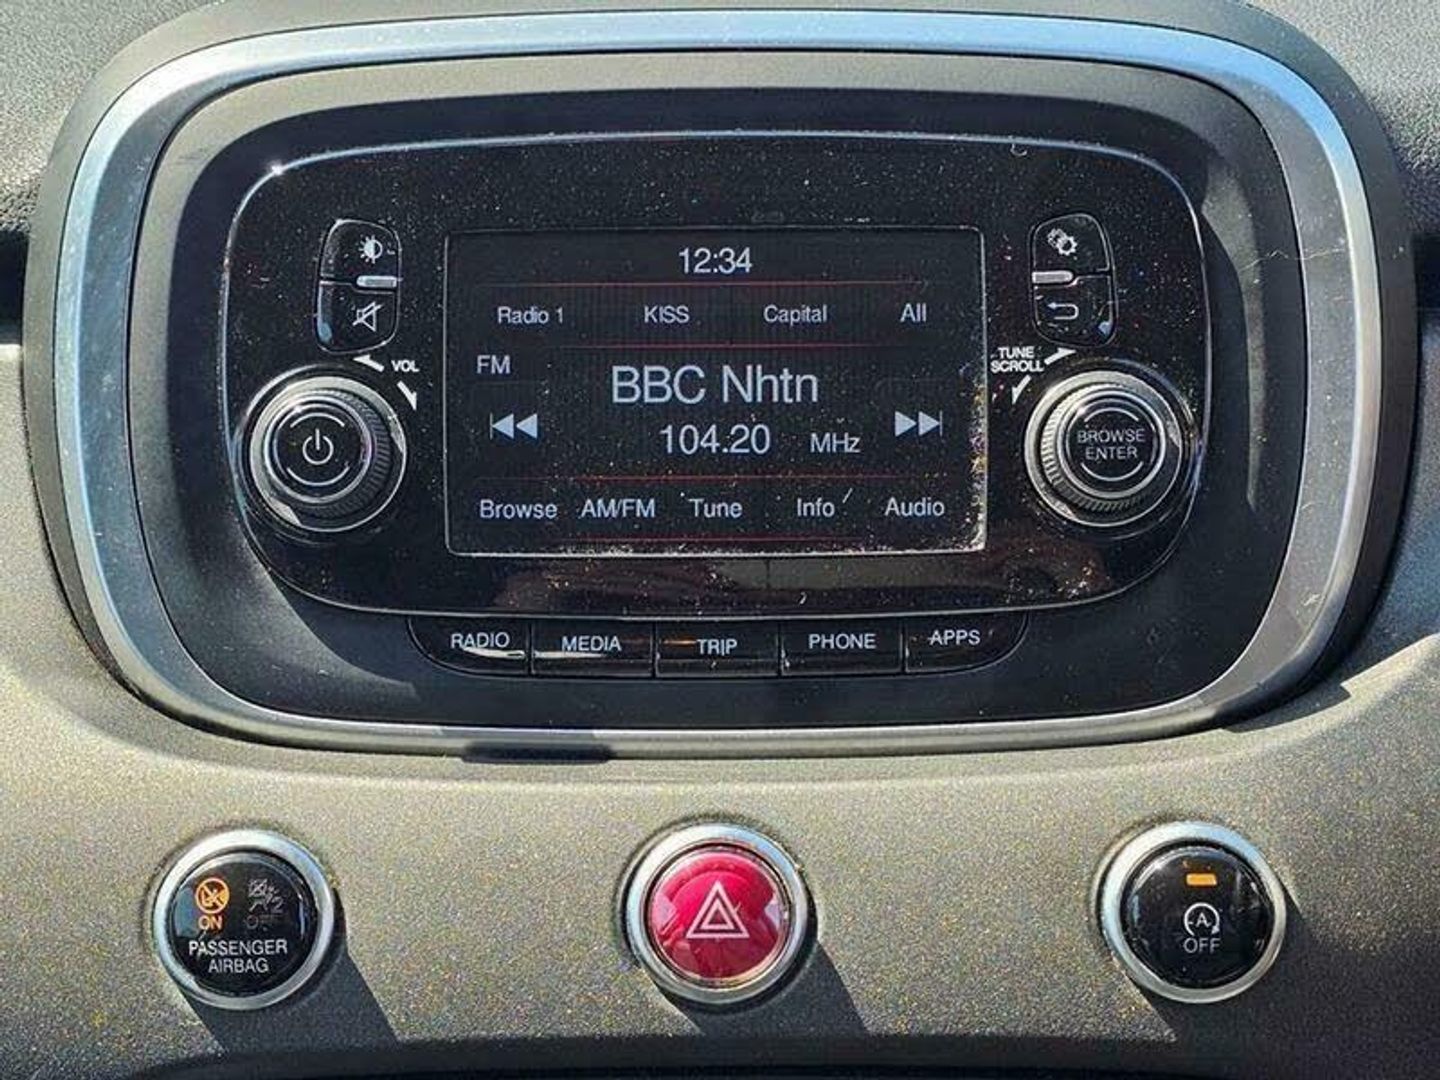 12:34
Radio 1 KISS Capital All
FM
VOL
TUNE
SCROLL
BBC Nhtn
104.20 MHz
BROWSE
ENTER
Browse AM/FM Tune Info Audio
RADIO MEDIA TRIP PHONE APPS
ON OFF
PASSENGER
AIRBAG
A
OFF